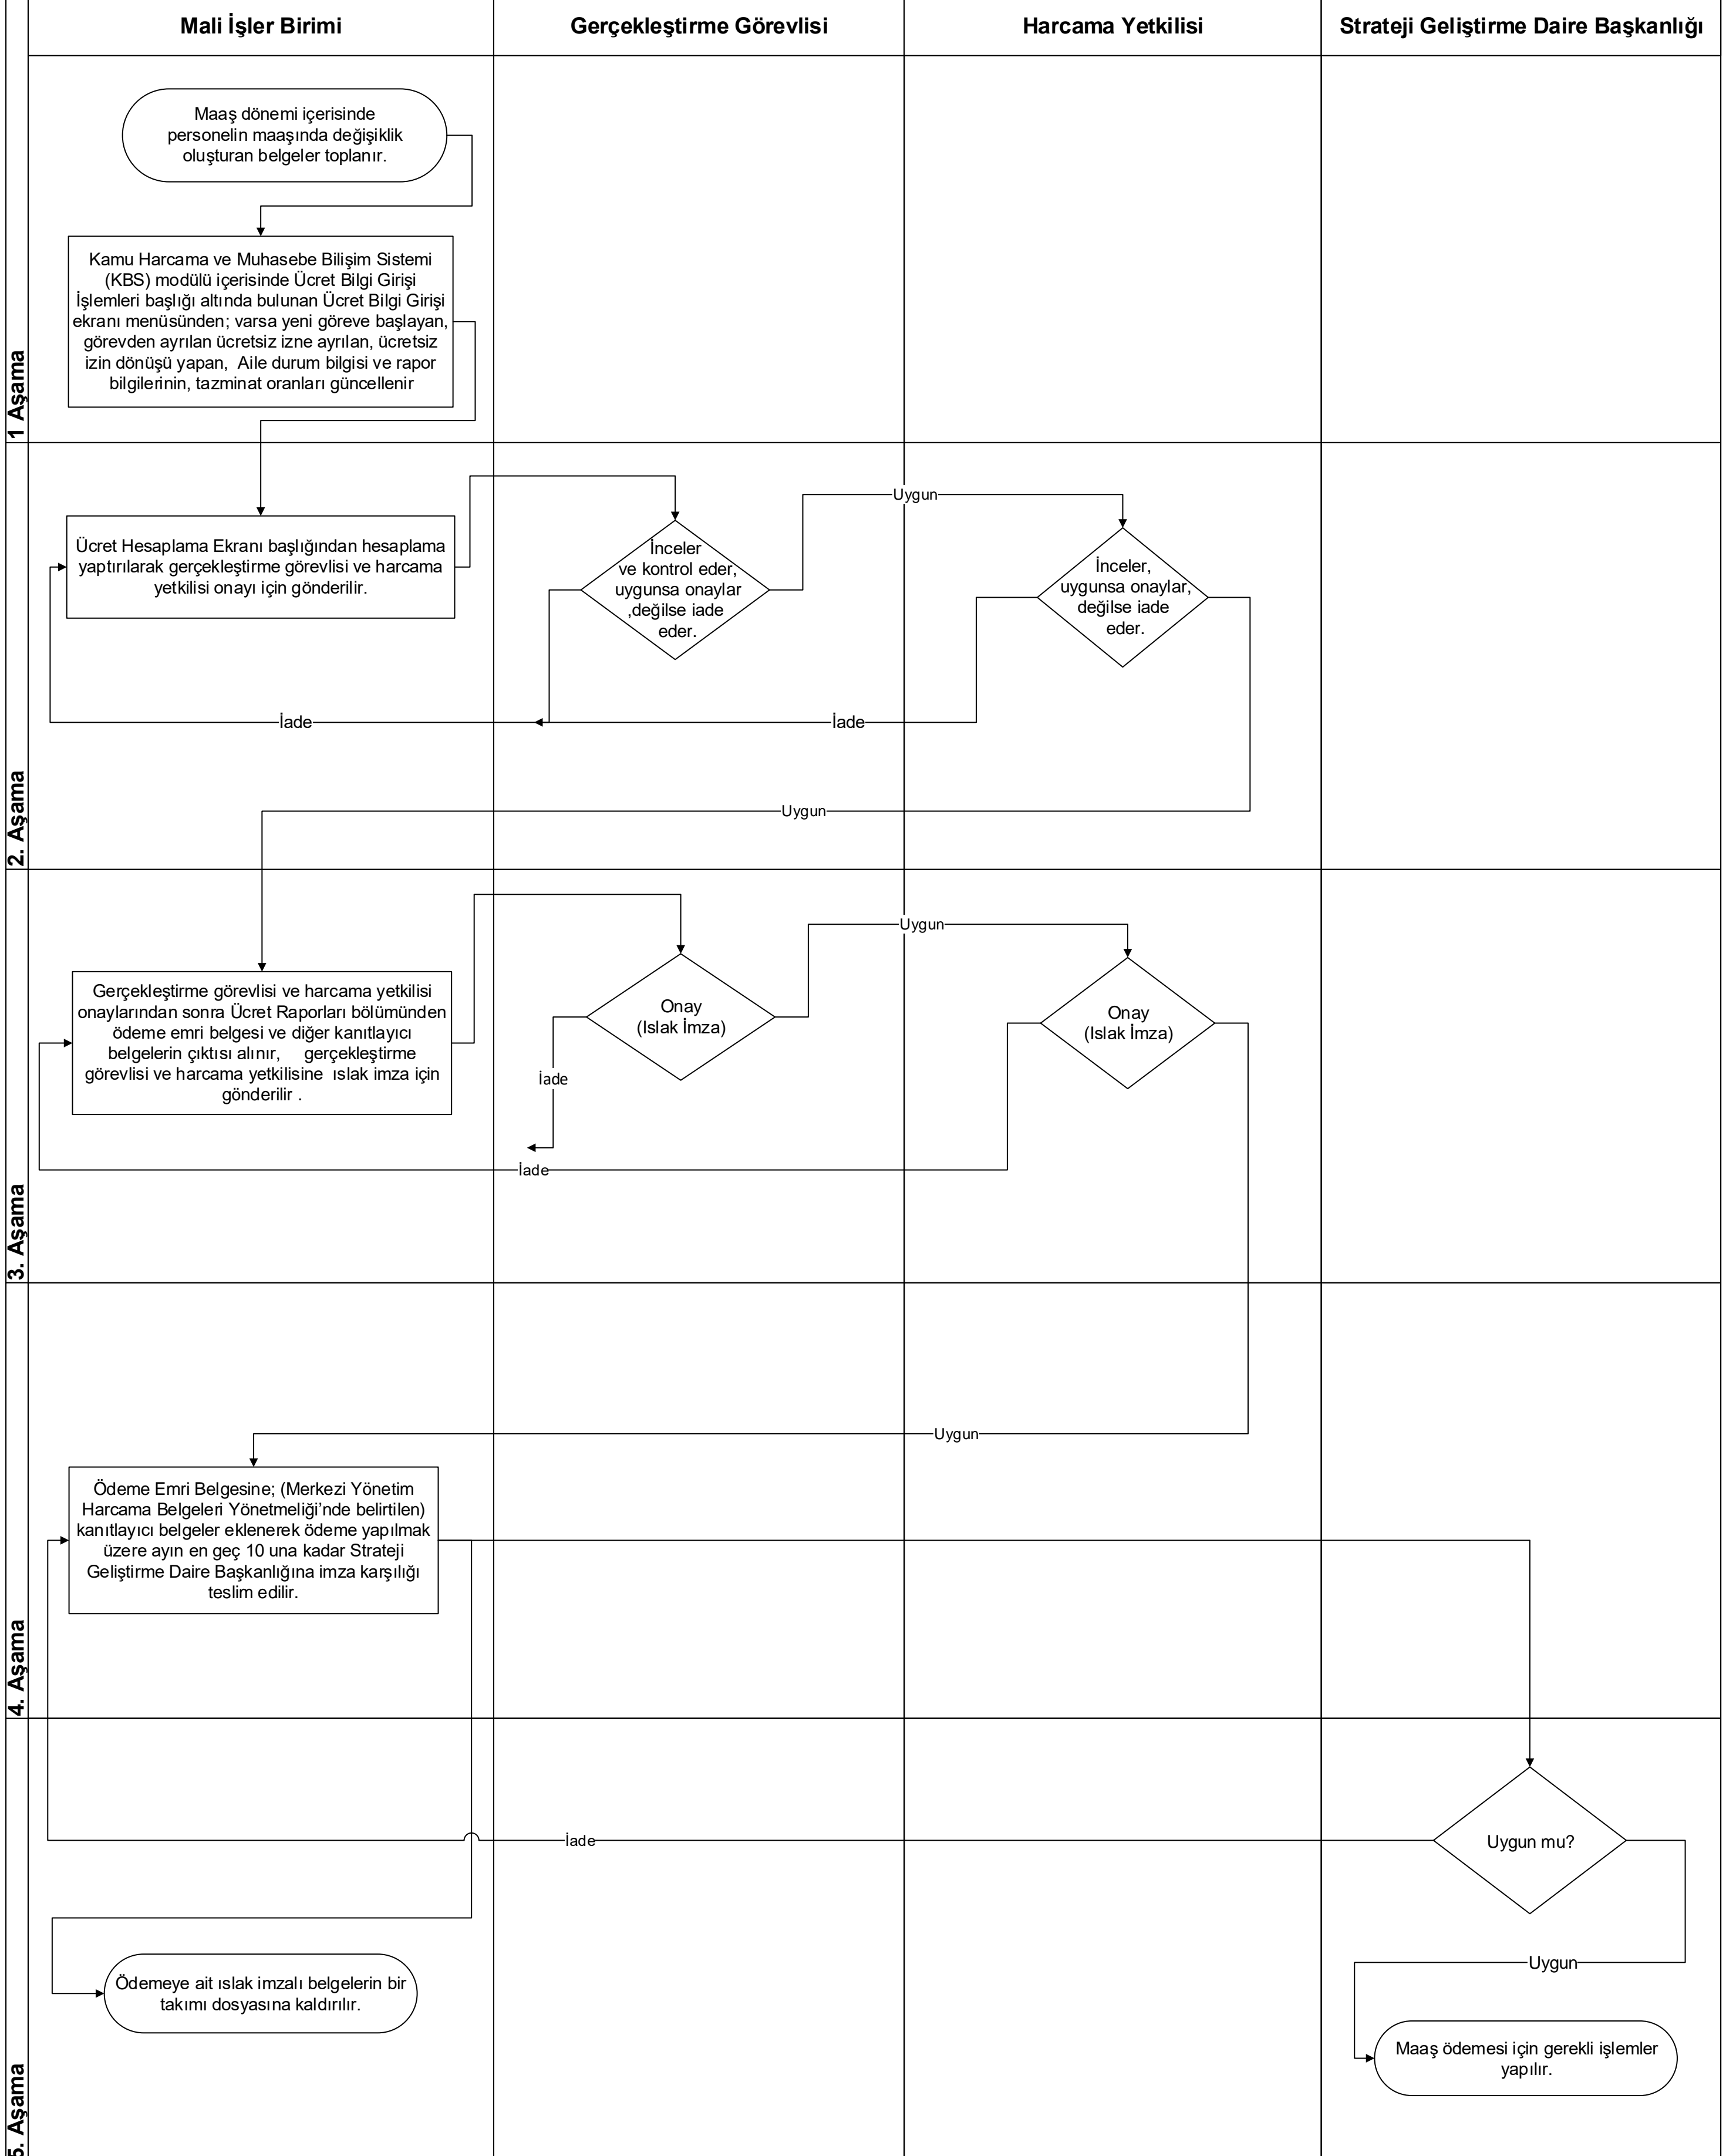 Mali İşler Birimi
Gerçekleştirme Görevlisi
Harcama Yetkilisi
Strateji Geliştirme Daire Başkanlığı
1 Aşama
Maaş dönemi içerisinde
personelin maaşında değişiklik
oluşturan belgeler toplanır.
Kamu Harcama ve Muhasebe Bilişim Sistemi
(KBS) modülü içerisinde Ücret Bilgi Girişi
İşlemleri başlığı altında bulunan Ücret Bilgi Girişi
ekranı menüsünden; varsa yeni göreve başlayan,
görevden ayrılan ücretsiz izne ayrılan, ücretsiz
izin dönüşü yapan, Aile durum bilgisi ve rapor
bilgilerinin, tazminat oranları güncellenir
2. Aşama
Ücret Hesaplama Ekranı başlığından hesaplama
yaptırılarak gerçekleştirme görevlisi ve harcama
yetkilisi onayı için gönderilir.
İnceler
ve kontrol eder,
uygunsa onaylar
,değilse iade
eder.
Uygun
İnceler,
uygunsa onaylar,
değilse iade
eder.
İade
İade
Uygun
3. Aşama
Gerçekleştirme görevlisi ve harcama yetkilisi
onaylarından sonra Ücret Raporları bölümünden
ödeme emri belgesi ve diğer kanıtlayıcı
belgelerin çıktısı alınır, gerçekleştirme
görevlisi ve harcama yetkilisine ıslak imza için
gönderilir .
Onay
(Islak İmza)
Uygun
Onay
(Islak İmza)
İade
İade
4. Aşama
Uygun
Ödeme Emri Belgesine; (Merkezi Yönetim
Harcama Belgeleri Yönetmeliği’nde belirtilen)
kanıtlayıcı belgeler eklenerek ödeme yapılmak
üzere ayın en geç 10 una kadar Strateji
Geliştirme Daire Başkanlığına imza karşılığı
teslim edilir.
5. Aşama
İade
Uygun mu?
Uygun
Ödemeye ait ıslak imzalı belgelerin bir
takımı dosyasına kaldırılır.
Maaş ödemesi için gerekli işlemler
yapılır.